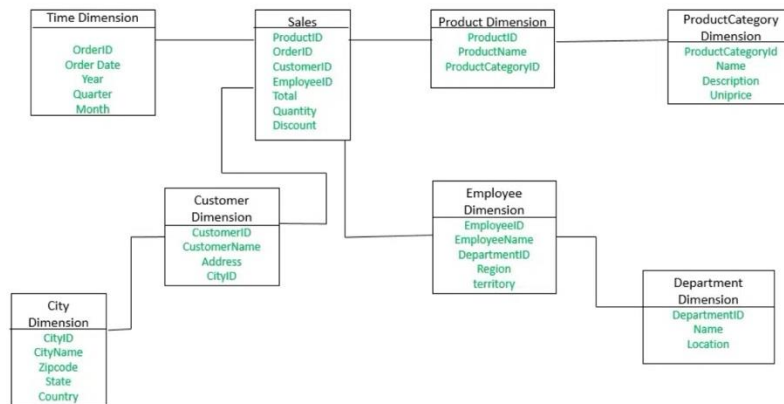 Time Dimension
OrderID
Order Date
Year
Quarter
Month
Sales
ProductID
OrderID
CustomerID
EmployeeID
Total
Quantity
Discount
Product Dimension
ProductID
ProductName
ProductCategoryID
ProductCategory
Dimension
ProductCategoryId
Name
Description
Uniprice
Customer
Dimension
CustomerID
CustomerName
Address
CityID
Employee
Dimension
EmployeeID
EmployeeName
DepartmentID
Region
territory
City
Dimension
CityID
CityName
Zipcode
State
Country
Department
Dimension
DepartmentID
Name
Location